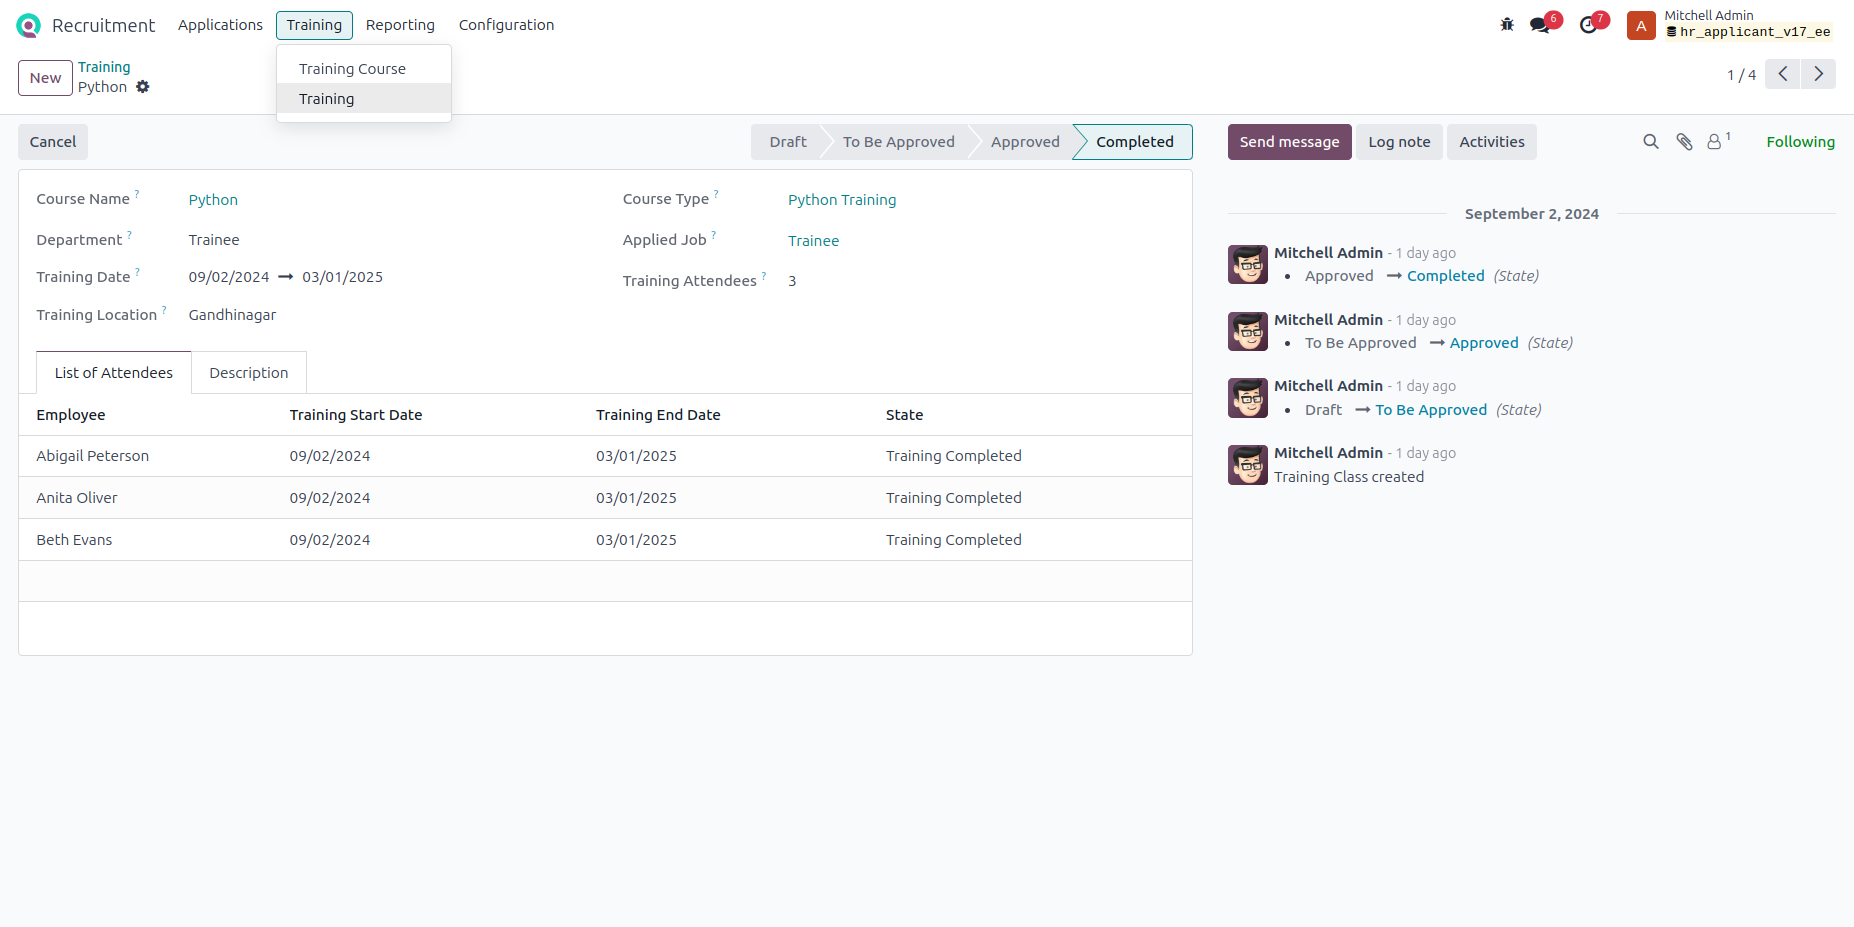 Recruitment Applications Training Reporting Configuration
6 7 A Mitchell Admin
hr_applicant_v17_ee
Training Course
Training
New Training
Python
1 / 4
Cancel
Draft To Be Approved Approved Completed
Send message Log note Activities 1 Following
Course Name ? Python
Course Type ? Python Training
Department ? Trainee
Applied Job ? Trainee
Training Date ? 09/02/2024 → 03/01/2025
Training Attendees ? 3
Training Location ? Gandhinagar
List of Attendees Description
Employee Training Start Date Training End Date State
Abigail Peterson 09/02/2024 03/01/2025 Training Completed
Anita Oliver 09/02/2024 03/01/2025 Training Completed
Beth Evans 09/02/2024 03/01/2025 Training Completed
September 2, 2024
Mitchell Admin - 1 day ago
• Approved → Completed (State)
Mitchell Admin - 1 day ago
• To Be Approved → Approved (State)
Mitchell Admin - 1 day ago
• Draft → To Be Approved (State)
Mitchell Admin - 1 day ago
Training Class created